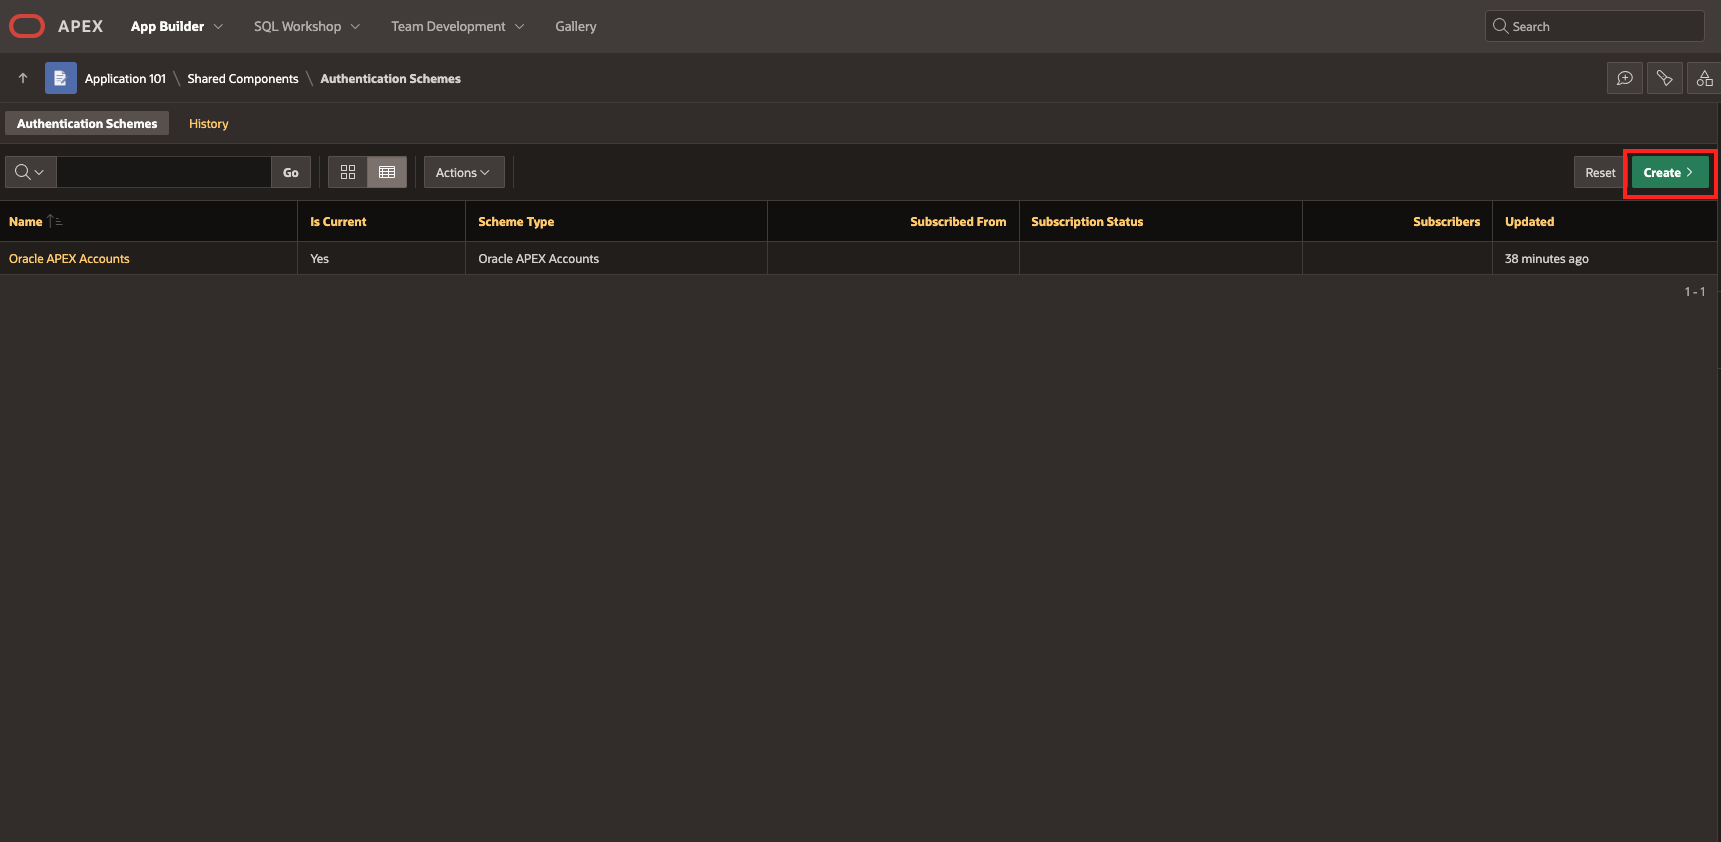 APEX App Builder SQL Workshop Team Development Gallery Search
Application 101 \ Shared Components \ Authentication Schemes
Authentication Schemes History
Go Actions Reset Create
Name Is Current Scheme Type Subscribed From Subscription Status Subscribers Updated
Oracle APEX Accounts Yes Oracle APEX Accounts 38 minutes ago
1 - 1